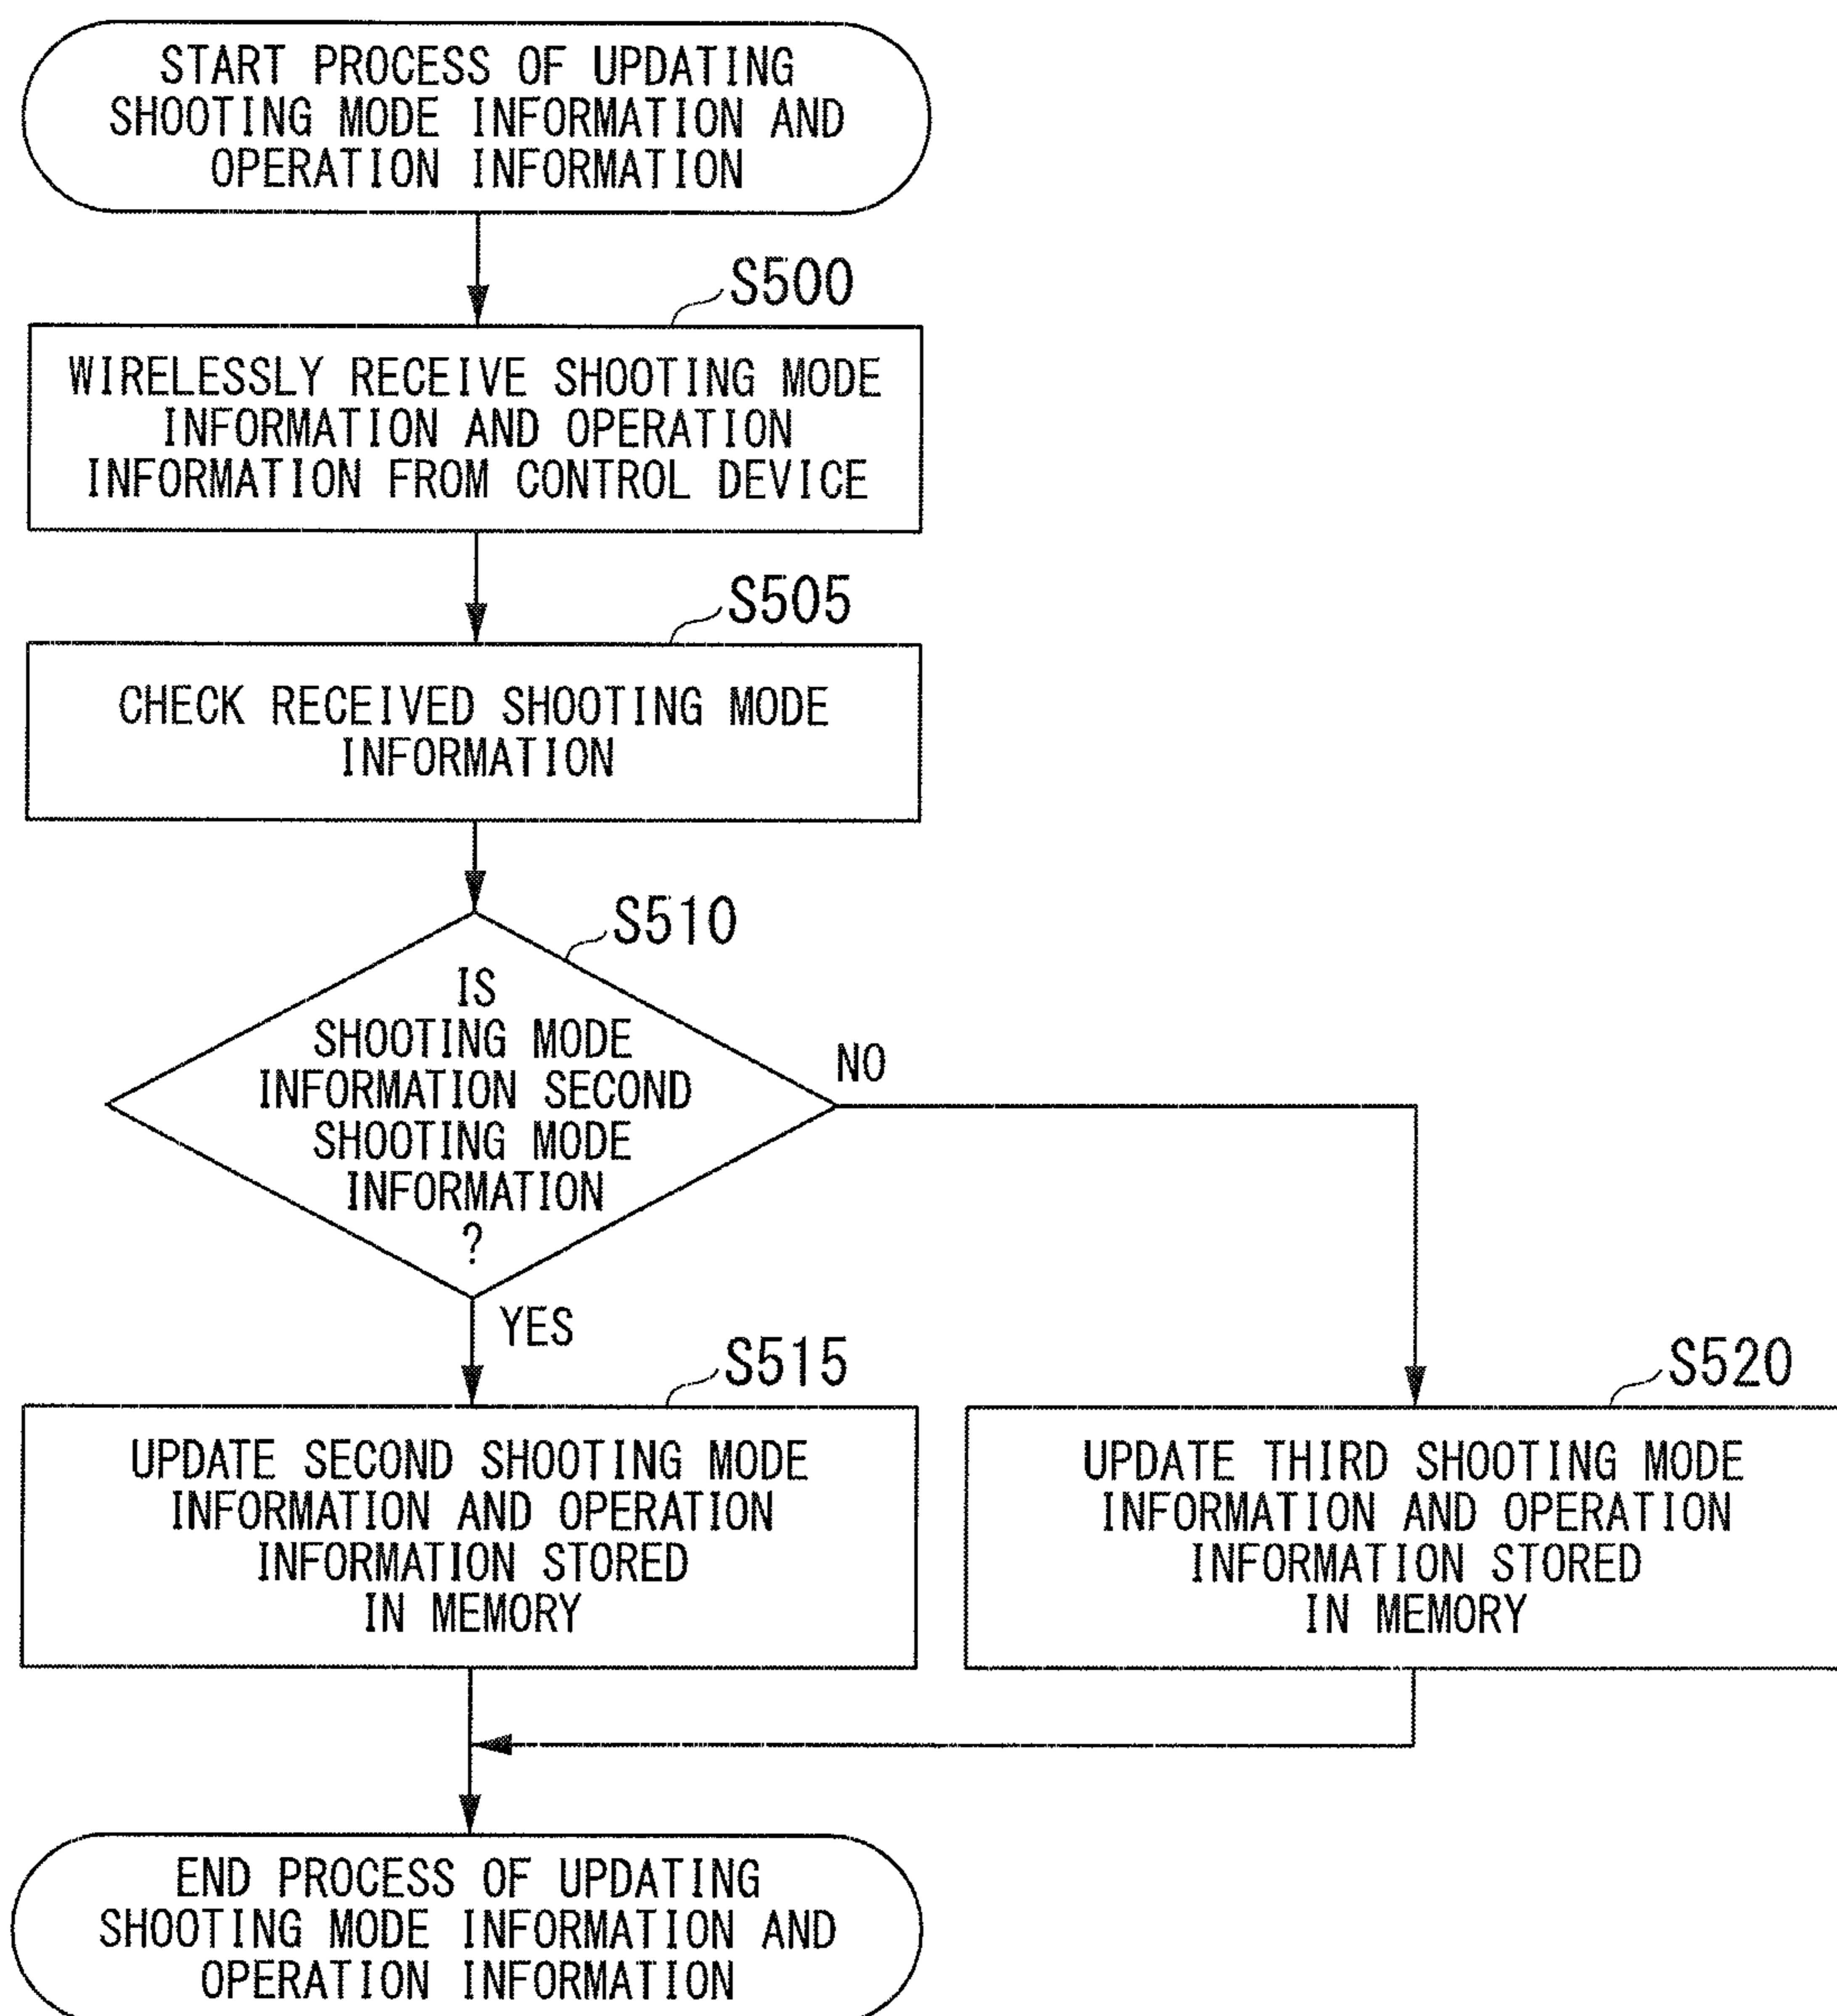 START PROCESS OF UPDATING
SHOOTING MODE INFORMATION AND
OPERATION INFORMATION
S500
WIRELESSLY RECEIVE SHOOTING MODE
INFORMATION AND OPERATION
INFORMATION FROM CONTROL DEVICE
S505
CHECK RECEIVED SHOOTING MODE
INFORMATION
S510
IS
SHOOTING MODE
INFORMATION SECOND
SHOOTING MODE
INFORMATION
?
NO
YES
S515
UPDATE SECOND SHOOTING MODE
INFORMATION AND OPERATION
INFORMATION STORED
IN MEMORY
S520
UPDATE THIRD SHOOTING MODE
INFORMATION AND OPERATION
INFORMATION STORED
IN MEMORY
END PROCESS OF UPDATING
SHOOTING MODE INFORMATION AND
OPERATION INFORMATION